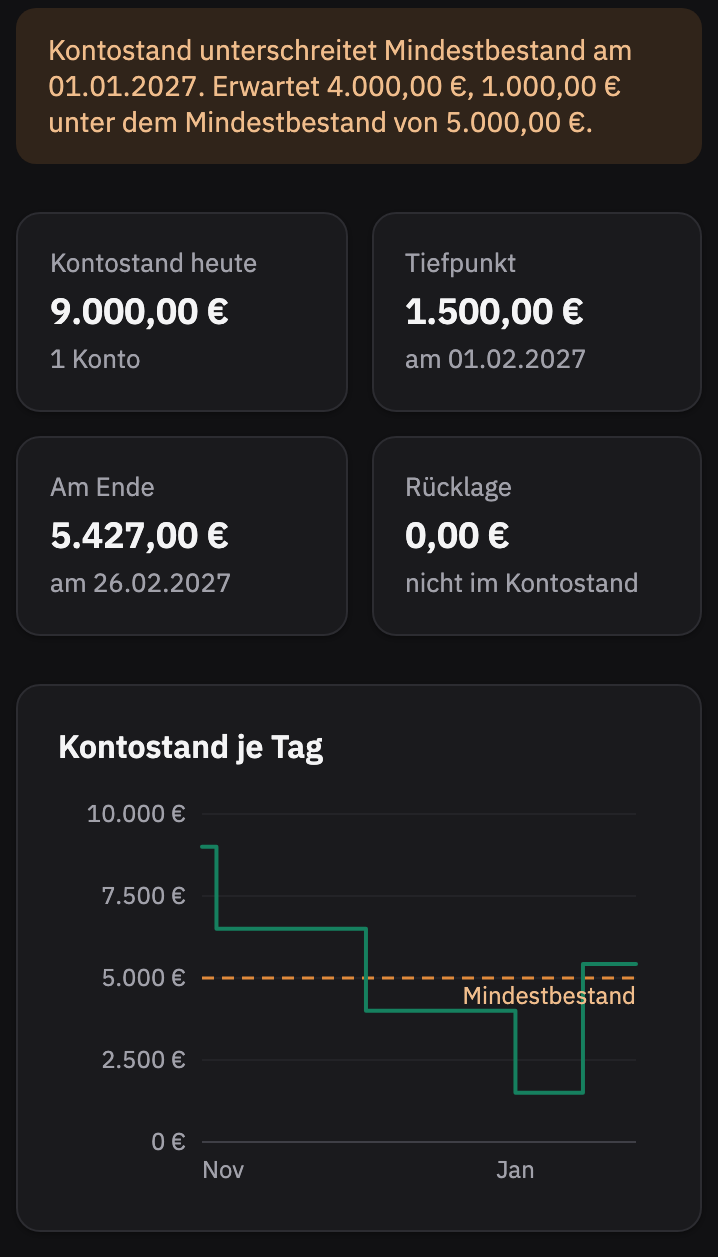 Kontostand unterschreitet Mindestbestand am
01.01.2027. Erwartet 4.000,00 €, 1.000,00 €
unter dem Mindestbestand von 5.000,00 €.
Kontostand heute
9.000,00 €
1 Konto
Tiefpunkt
1.500,00 €
am 01.02.2027
Am Ende
5.427,00 €
am 26.02.2027
Rücklage
0,00 €
nicht im Kontostand
Kontostand je Tag
10.000 €
7.500 €
5.000 €
Mindestbestand
2.500 €
0 €
Nov
Jan